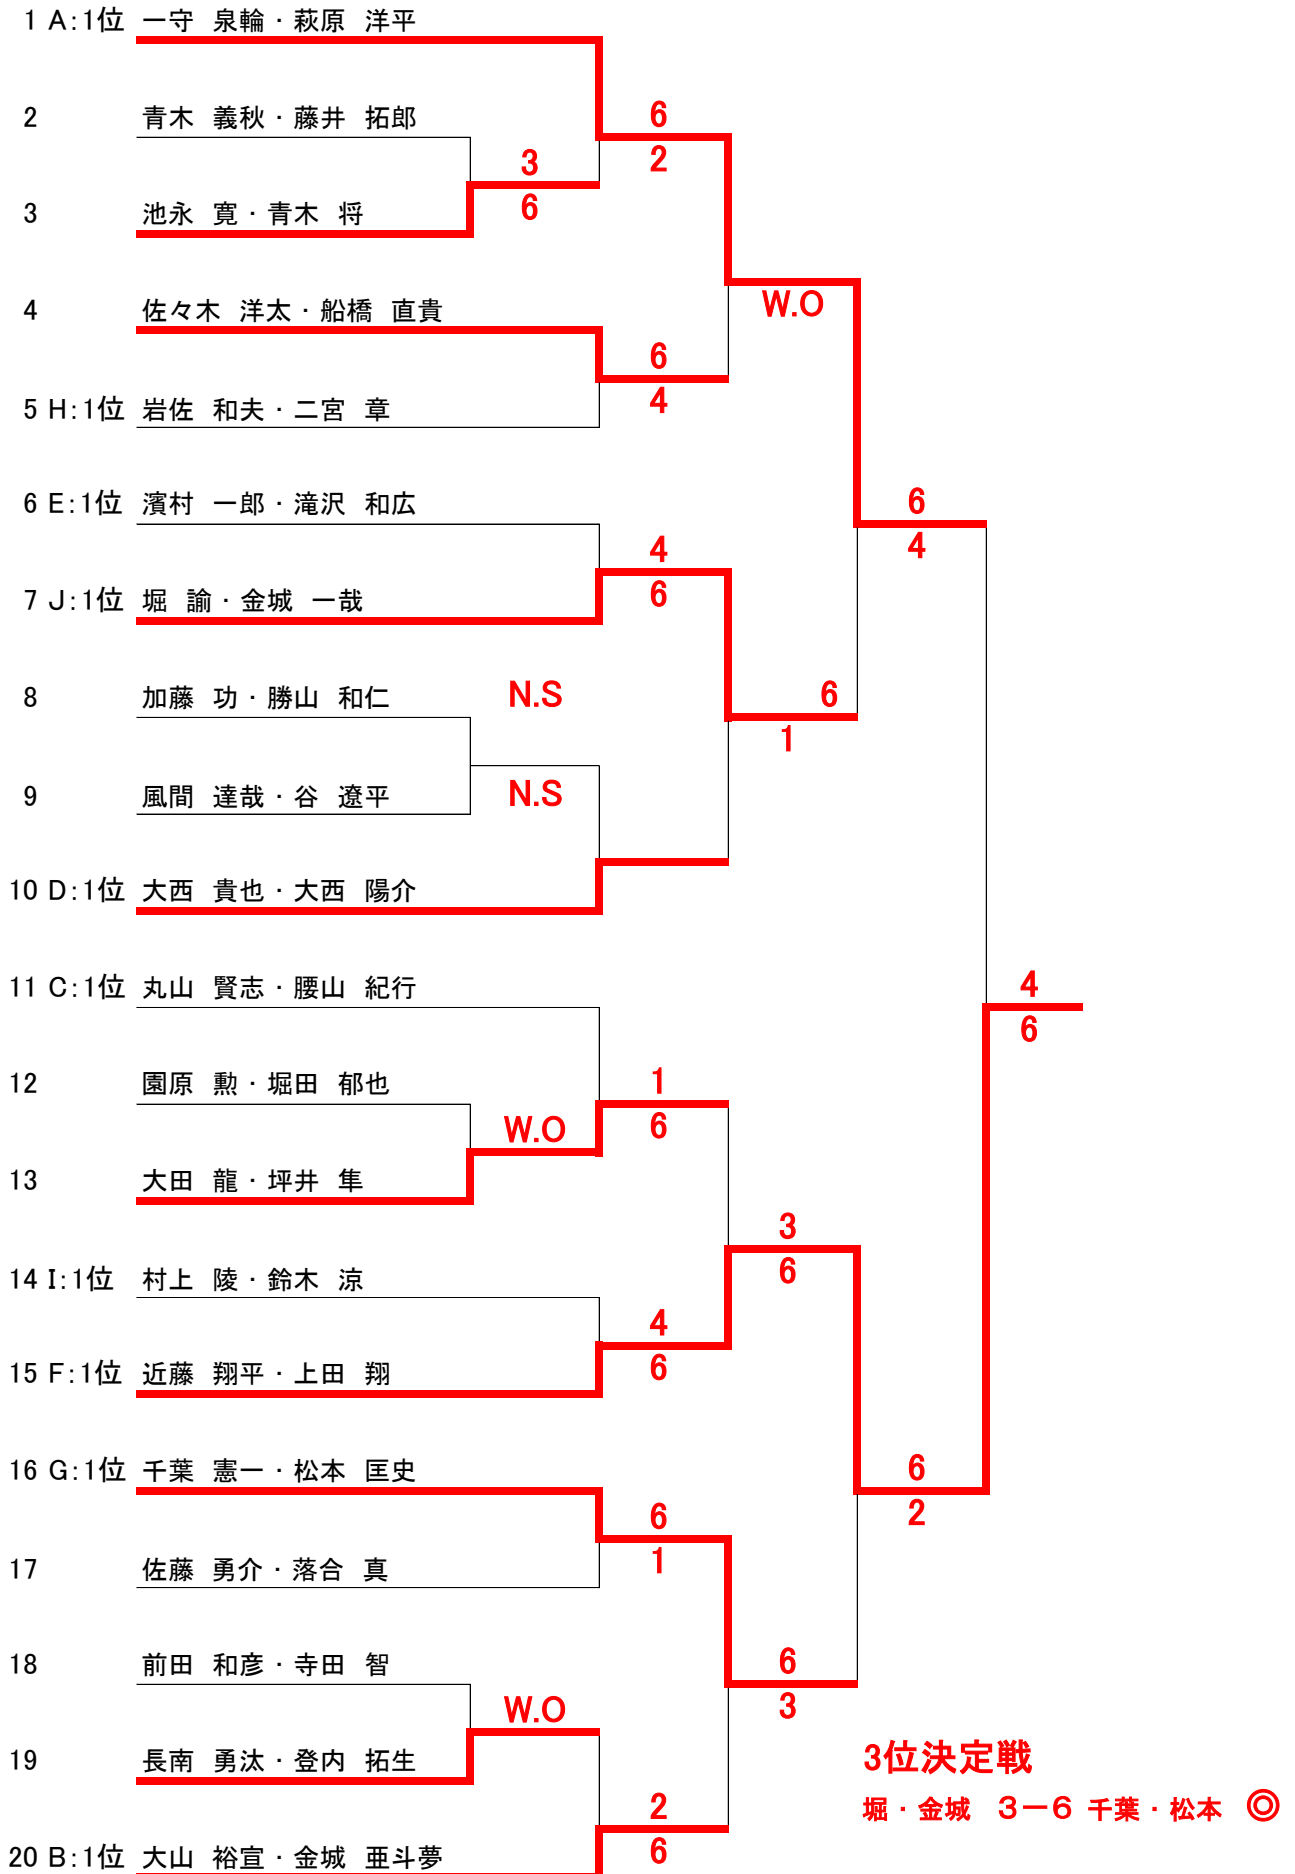 1 A:1位 一守 泉輪・萩原 洋平
6
2 青木 義秋・藤井 拓郎
3
2
6
3 池永 寛・青木 将
W.O
4 佐々木 洋太・船橋 直貴
6
4
5 H:1位 岩佐 和夫・二宮 章
6 E:1位 濱村 一郎・滝沢 和広
6
4
4
6
7 J:1位 堀 諭・金城 一哉
8 加藤 功・勝山 和仁 N.S
6
1
9 風間 達哉・谷 遼平 N.S
10 D:1位 大西 貴也・大西 陽介
11 C:1位 丸山 賢志・腰山 紀行
4
6
12 園原 勲・堀田 郁也
1
W.O
6
13 大田 龍・坪井 隼
3
6
14 I:1位 村上 陵・鈴木 涼
4
6
15 F:1位 近藤 翔平・上田 翔
16 G:1位 千葉 憲一・松本 匡史
6
2
6
1
17 佐藤 勇介・落合 真
18 前田 和彦・寺田 智
6
3
W.O
19 長南 勇汰・登内 拓生
3位決定戦
堀・金城 3－6 千葉・松本 ◎
2
6
20 B:1位 大山 裕宣・金城 亜斗夢